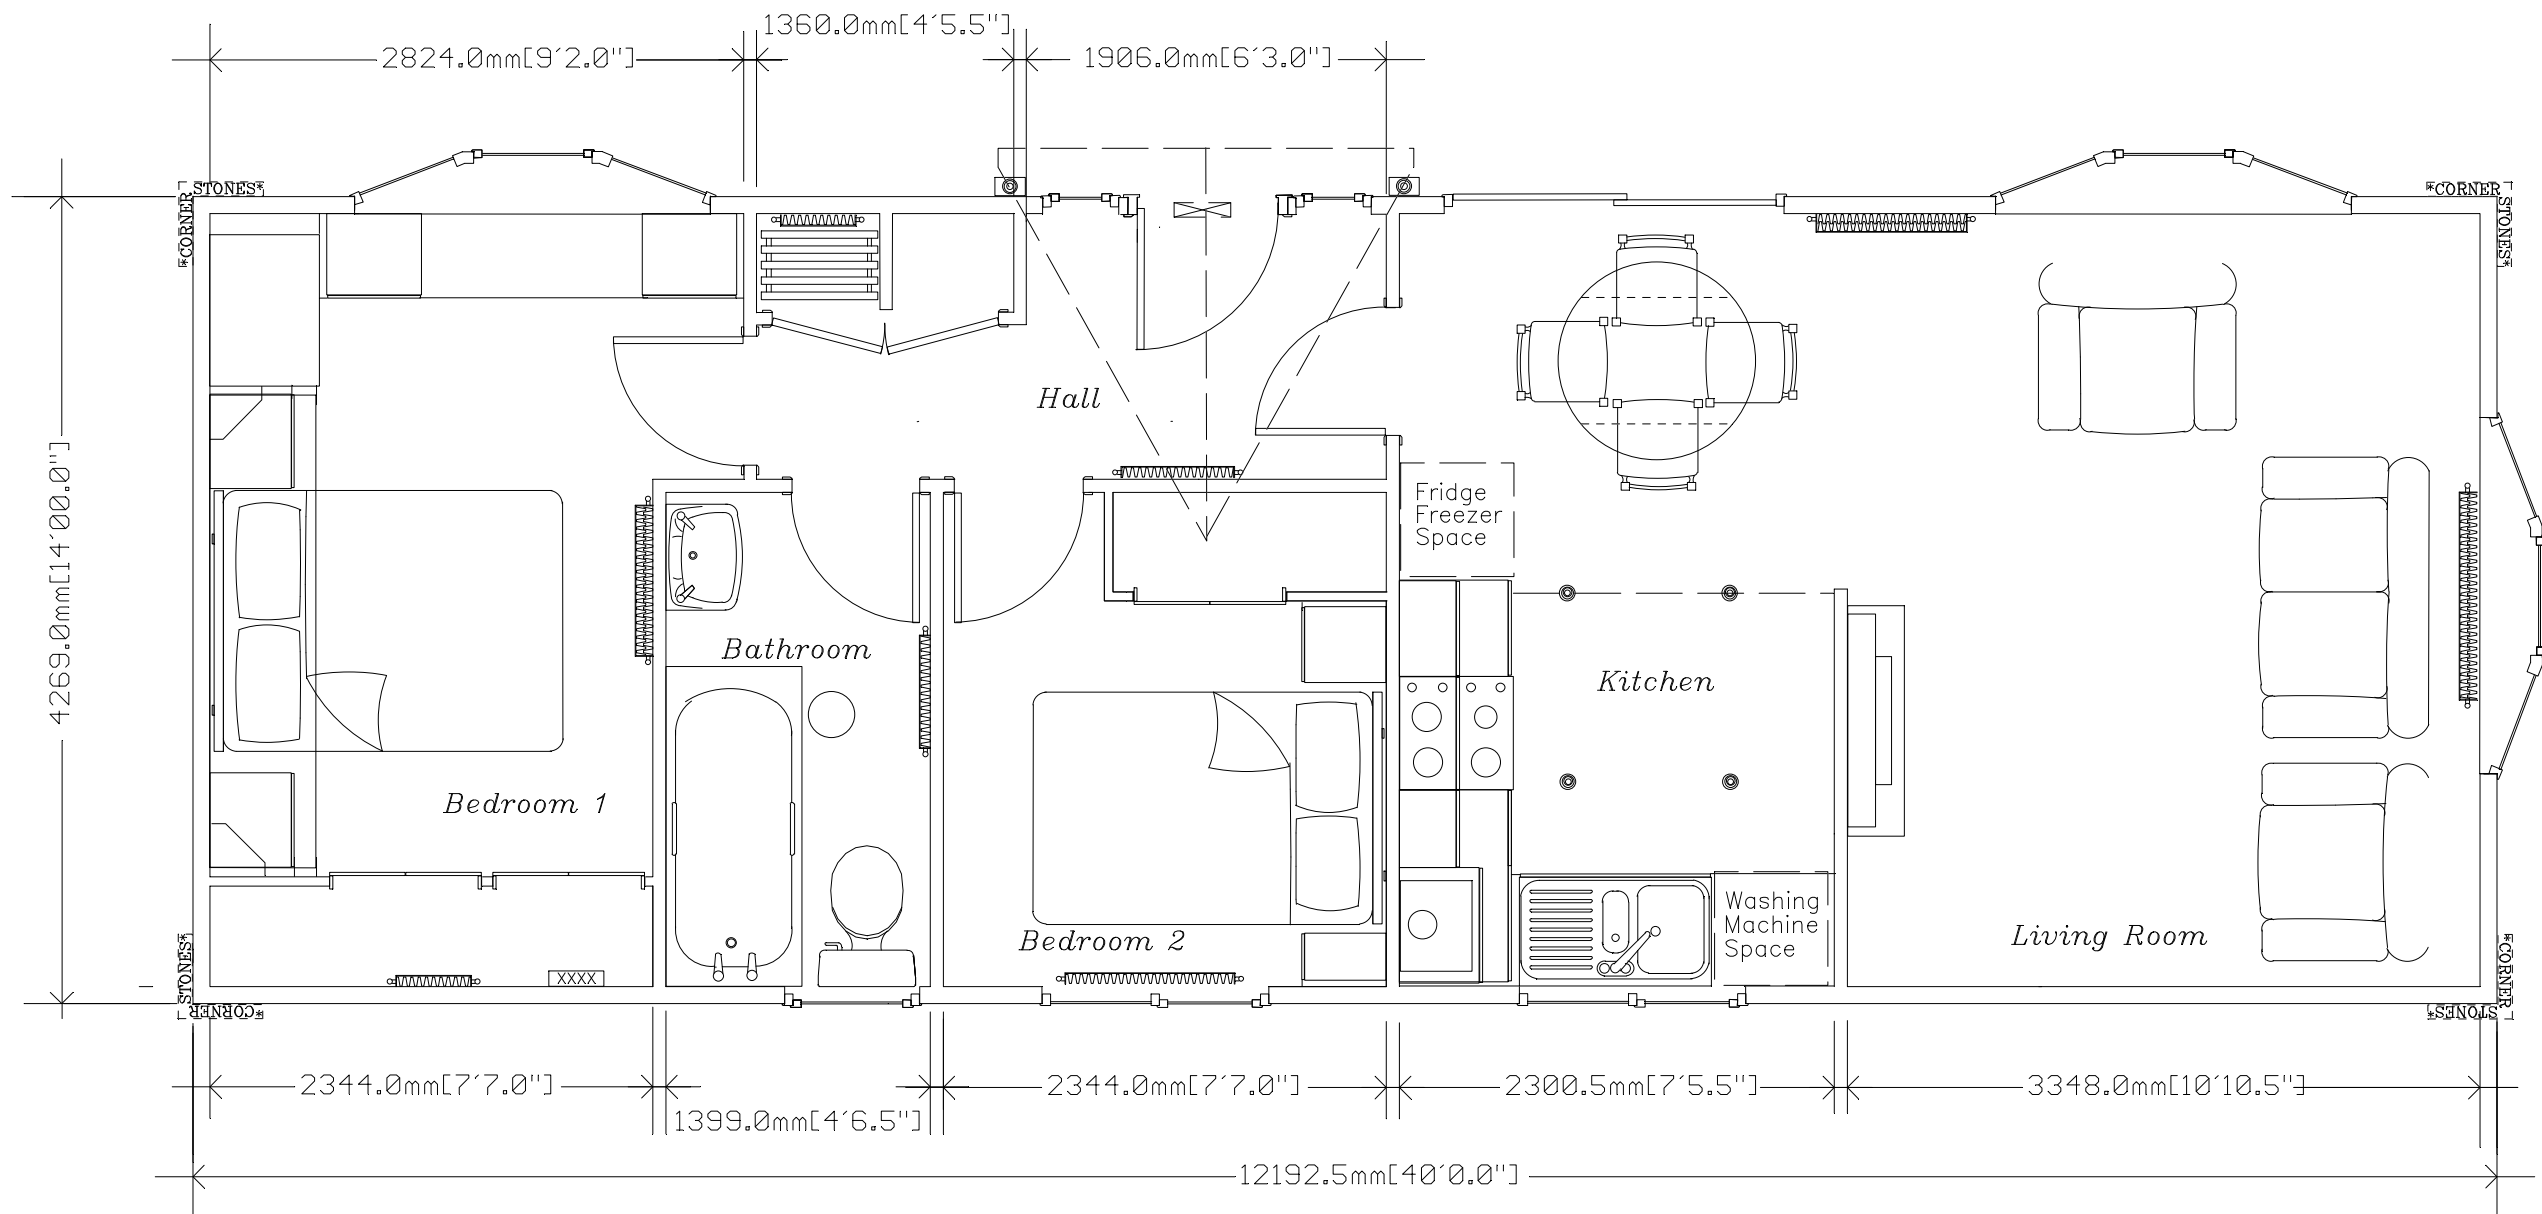 1360.0mm[4´5.5"]
2824.0mm[9´2.0"]
1906.0mm[6´3.0"]
STONES*
*CORNER
*CORNER
STONES*
4269.0mm[14´00.0"]
Hall
Fridge
Freezer
Space
Bathroom
Kitchen
Bedroom 1
Bedroom 2
Washing
Machine
Space
Living Room
XXXX
STONES*
*CORNER
*CORNER
STONES*
2344.0mm[7´7.0"]
1399.0mm[4´6.5"]
2344.0mm[7´7.0"]
2300.5mm[7´5.5"]
3348.0mm[10´10.5"]
12192.5mm[40´0.0"]